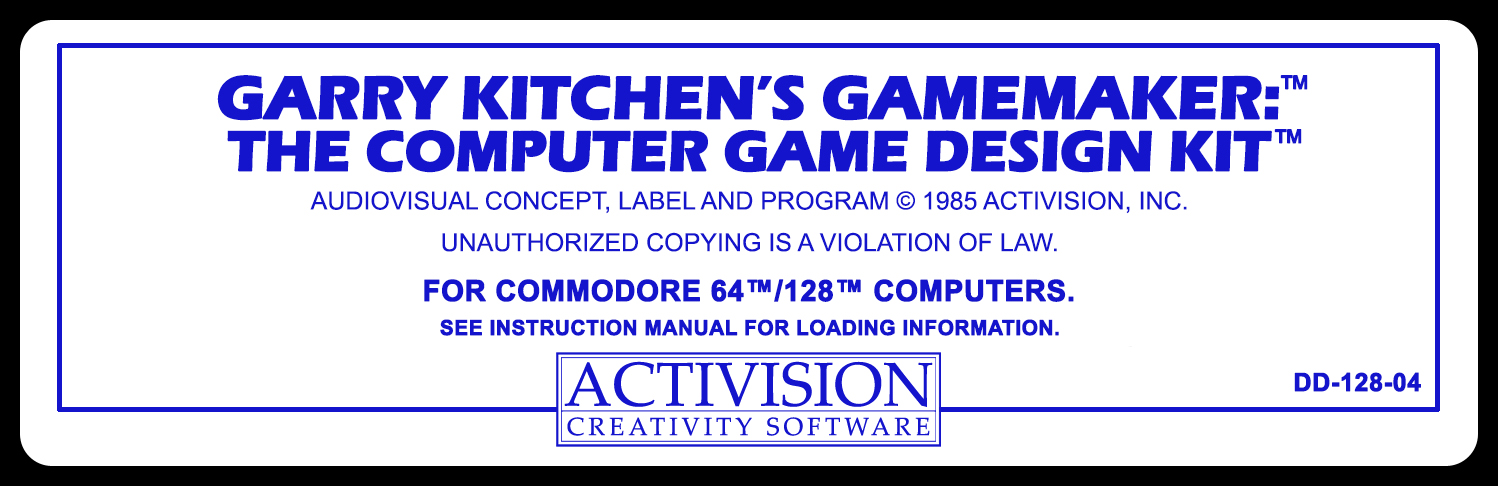 GARRY KITCHEN'S GAMEMAKER:™
THE COMPUTER GAME DESIGN KIT™
AUDIOVISUAL CONCEPT, LABEL AND PROGRAM © 1985 ACTIVISION, INC.
UNAUTHORIZED COPYING IS A VIOLATION OF LAW.
FOR COMMODORE 64™/128™ COMPUTERS.
SEE INSTRUCTION MANUAL FOR LOADING INFORMATION.
DD-128-04
ACTIVISION
CREATIVITY SOFTWARE